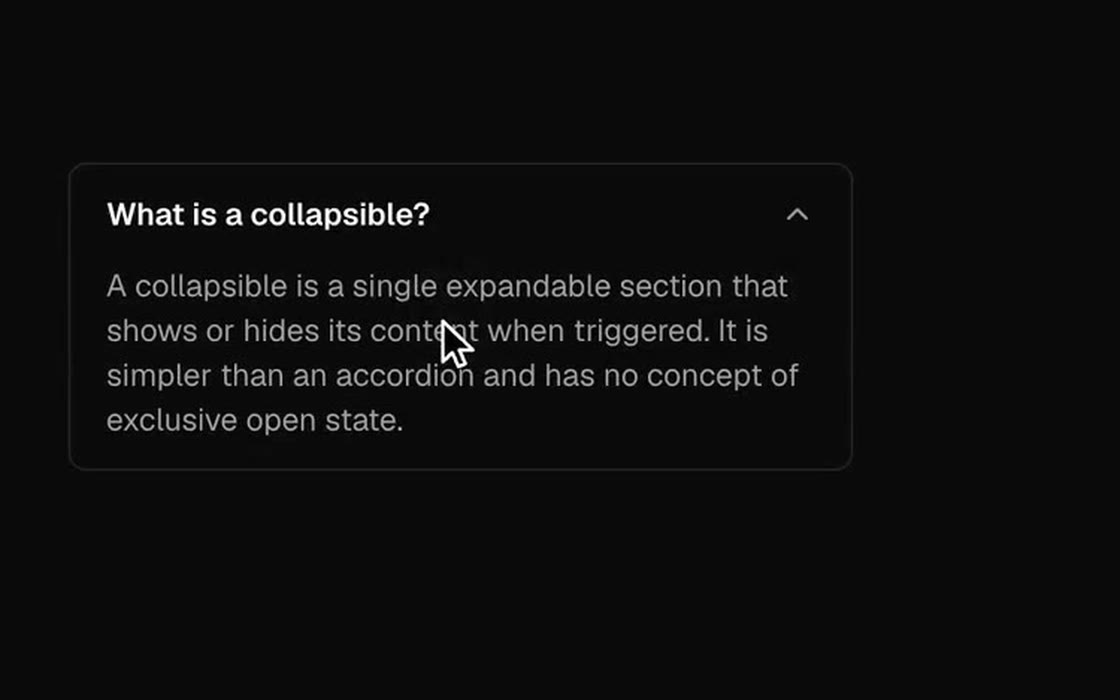 What is a collapsible?
A collapsible is a single expandable section that
shows or hides its content when triggered. It is
simpler than an accordion and has no concept of
exclusive open state.